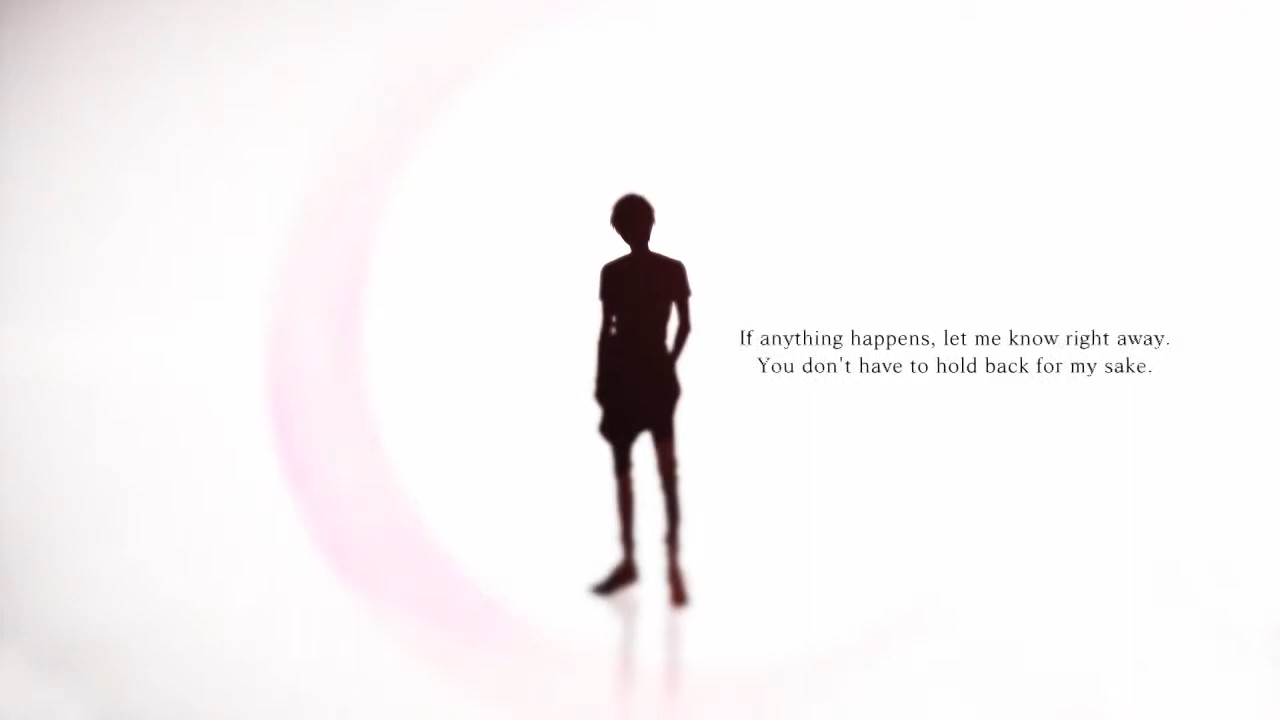 If anything happens, let me know right away.
You don't have to hold back for my sake.